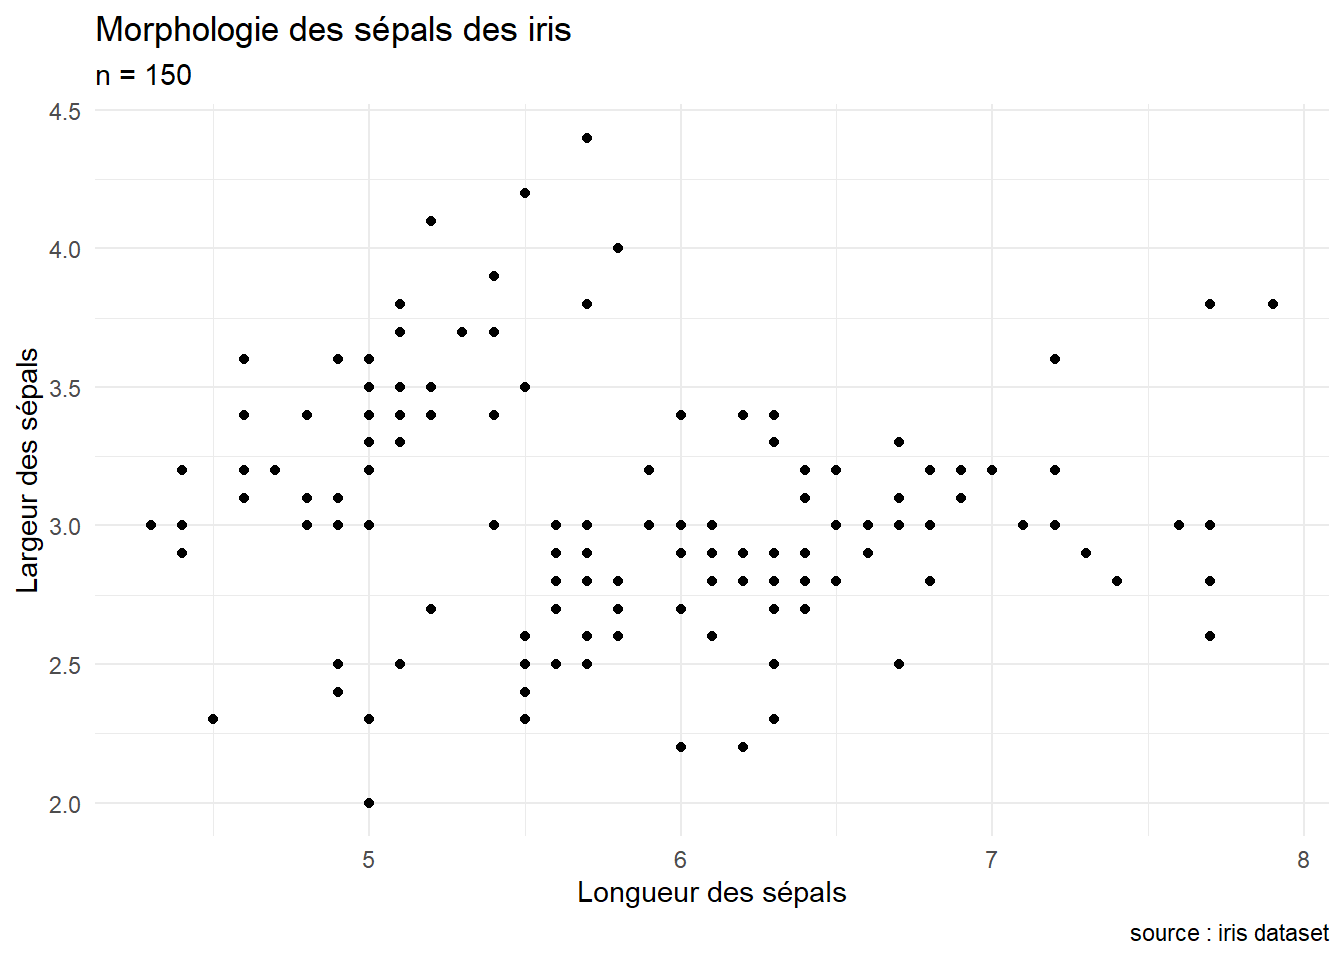 Morphologie des sépals des iris
n = 150
4.5
4.0
3.5
3.0
2.5
2.0
Largeur des sépals
5 6 7 8
Longueur des sépals
source : iris dataset